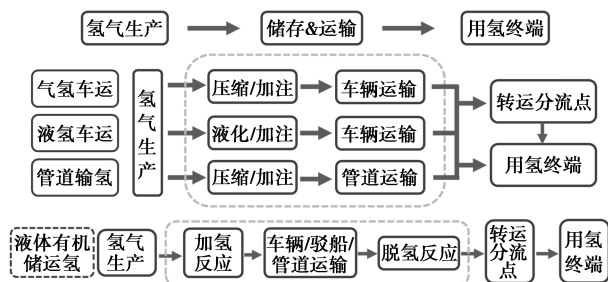 氢气生产
储存&运输
用氢终端
气氢车运
液氢车运
管道输氢
氢气生产
压缩/加注
车辆运输
液化/加注
车辆运输
压缩/加注
管道运输
转运分流点
用氢终端
液体有机
储运氢
氢气
生产
加氢
反应
车辆/驳船/
管道运输
脱氢反应
转运
分流
点
用氢
终端